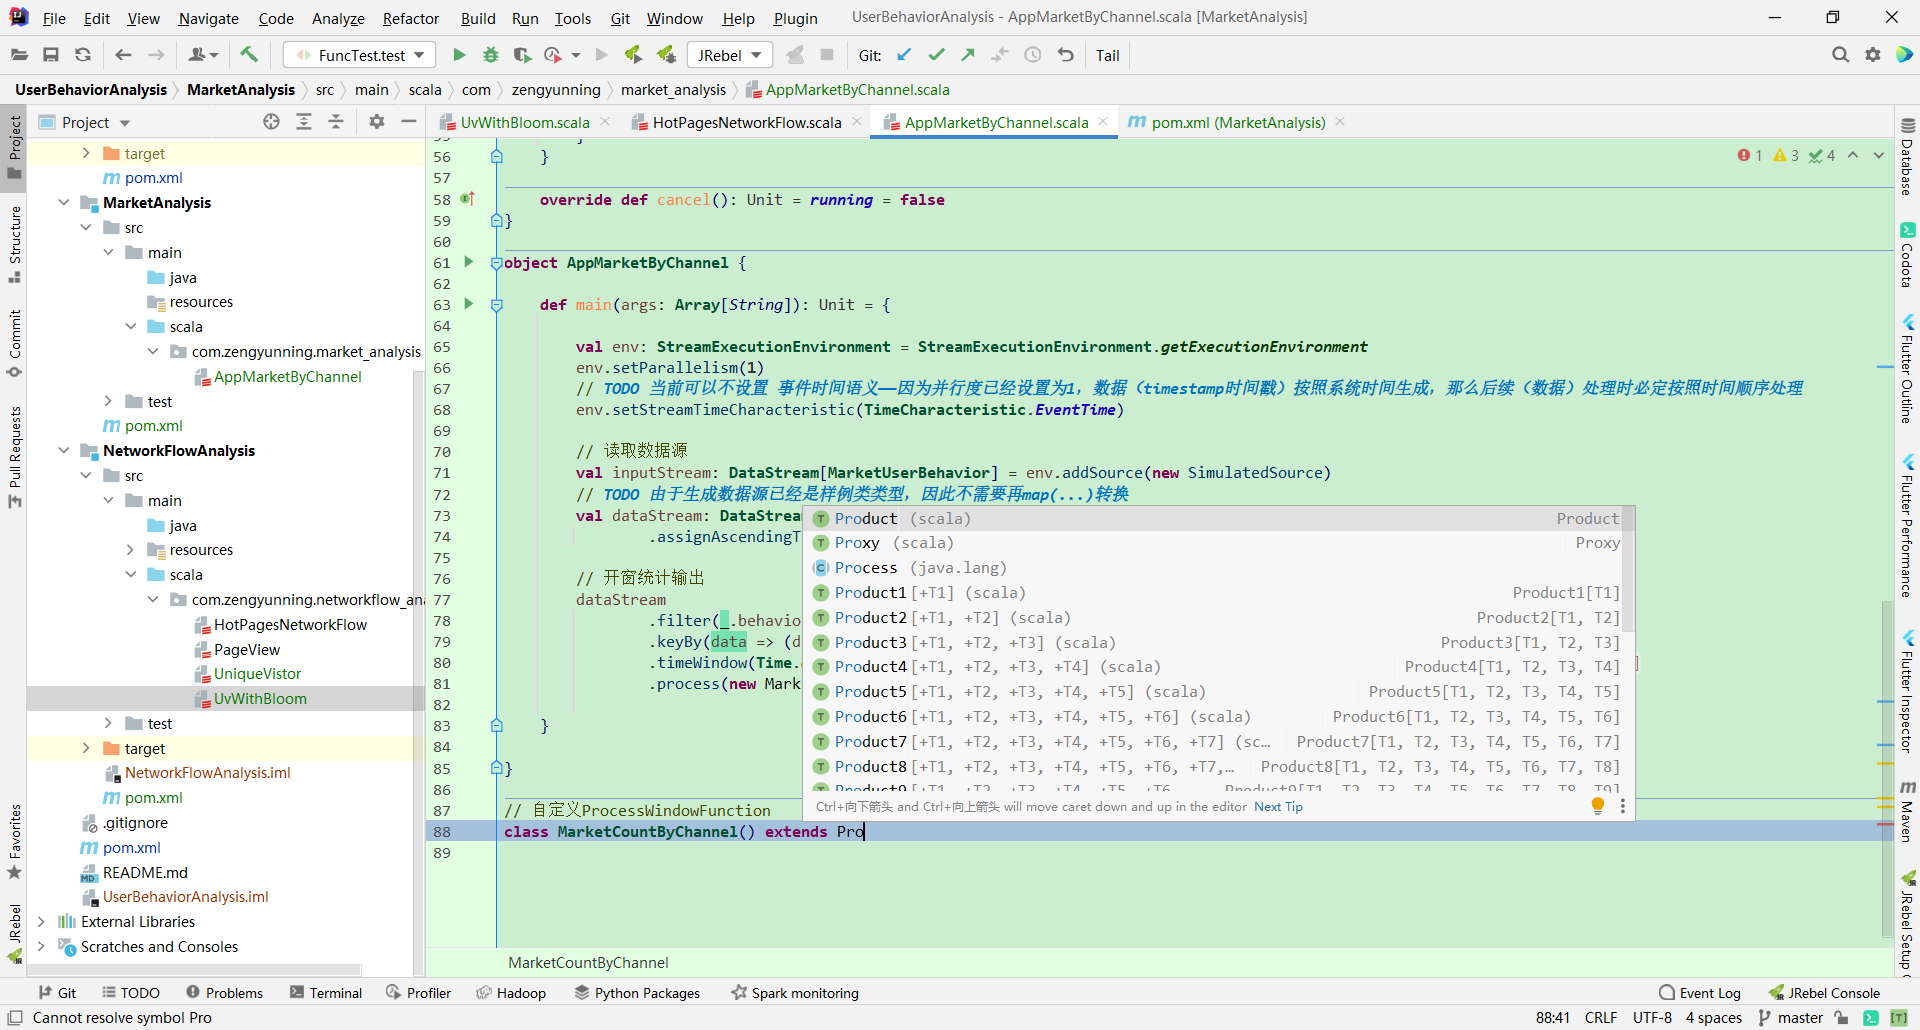 File Edit View Navigate Code Analyze Refactor Build Run Tools Git Window Help Plugin UserBehaviorAnalysis - AppMarketByChannel.scala [MarketAnalysis]
FuncTest.test JRebel Git: Tail
UserBehaviorAnalysis MarketAnalysis src main scala com zengyunning market_analysis AppMarketByChannel.scala
Project UvWithBloom.scala HotPagesNetworkFlow.scala AppMarketByChannel.scala pom.xml (MarketAnalysis)
Project
Structure
Commit
Pull Requests
Favorites
JRebel
target
pom.xml
MarketAnalysis
src
main
java
resources
scala
com.zengyunning.market_analysis
AppMarketByChannel
test
pom.xml
NetworkFlowAnalysis
src
main
java
resources
scala
com.zengyunning.networkflow_an
HotPagesNetworkFlow
PageView
UniqueVistor
UvWithBloom
test
target
NetworkFlowAnalysis.iml
pom.xml
.gitignore
pom.xml
README.md
UserBehaviorAnalysis.iml
External Libraries
Scratches and Consoles
1 3 4
55 }
56 }
57
58 override def cancel(): Unit = running = false
59 }
60
61 object AppMarketByChannel {
62
63 def main(args: Array[String]): Unit = {
64
65 val env: StreamExecutionEnvironment = StreamExecutionEnvironment.getExecutionEnvironment
66 env.setParallelism(1)
67 // TODO 当前可以不设置 事件时间语义——因为并行度已经设置为1，数据（timestamp时间戳）按照系统时间生成，那么后续（数据）处理时必定按照时间顺序处理
68 env.setStreamTimeCharacteristic(TimeCharacteristic.EventTime)
69
70 // 读取数据源
71 val inputStream: DataStream[MarketUserBehavior] = env.addSource(new SimulatedSource)
72 // TODO 由于生成数据源已经是样例类类型，因此不需要再map(...)转换
73 val dataStream: DataStrea
74 .assignAscendingT
75
76 // 开窗统计输出
77 dataStream
78 .filter(_.behavio
79 .keyBy(data => (d
80 .timeWindow(Time. ]
81 .process(new Mark
82
83 }
84
85 }
86
87 // 自定义ProcessWindowFunction
88 class MarketCountByChannel() extends Pro
89
Product (scala) Product
Proxy (scala) Proxy
Process (java.lang)
Product1[+T1] (scala) Product1[T1]
Product2[+T1, +T2] (scala) Product2[T1, T2]
Product3[+T1, +T2, +T3] (scala) Product3[T1, T2, T3]
Product4[+T1, +T2, +T3, +T4] (scala) Product4[T1, T2, T3, T4]
Product5[+T1, +T2, +T3, +T4, +T5] (scala) Product5[T1, T2, T3, T4, T5]
Product6[+T1, +T2, +T3, +T4, +T5, +T6] (scala) Product6[T1, T2, T3, T4, T5, T6]
Product7[+T1, +T2, +T3, +T4, +T5, +T6, +T7] (sc… Product7[T1, T2, T3, T4, T5, T6, T7]
Product8[+T1, +T2, +T3, +T4, +T5, +T6, +T7,… Product8[T1, T2, T3, T4, T5, T6, T7, T8]
Product9[+T1, +T2, +T3, +T4, +T5, +T6, +T7,… Product9[T1, T2, T3, T4, T5, T6, T7, T8, T9]
Ctrl+向下箭头 and Ctrl+向上箭头 will move caret down and up in the editor Next Tip
MarketCountByChannel
Database
Codota
Flutter Outline
Flutter Performance
Flutter Inspector
Maven
JRebel Setup
Git TODO Problems Terminal Profiler Hadoop Python Packages Spark monitoring Event Log JRebel Console
Cannot resolve symbol Pro 88:41 CRLF UTF-8 4 spaces master [T]